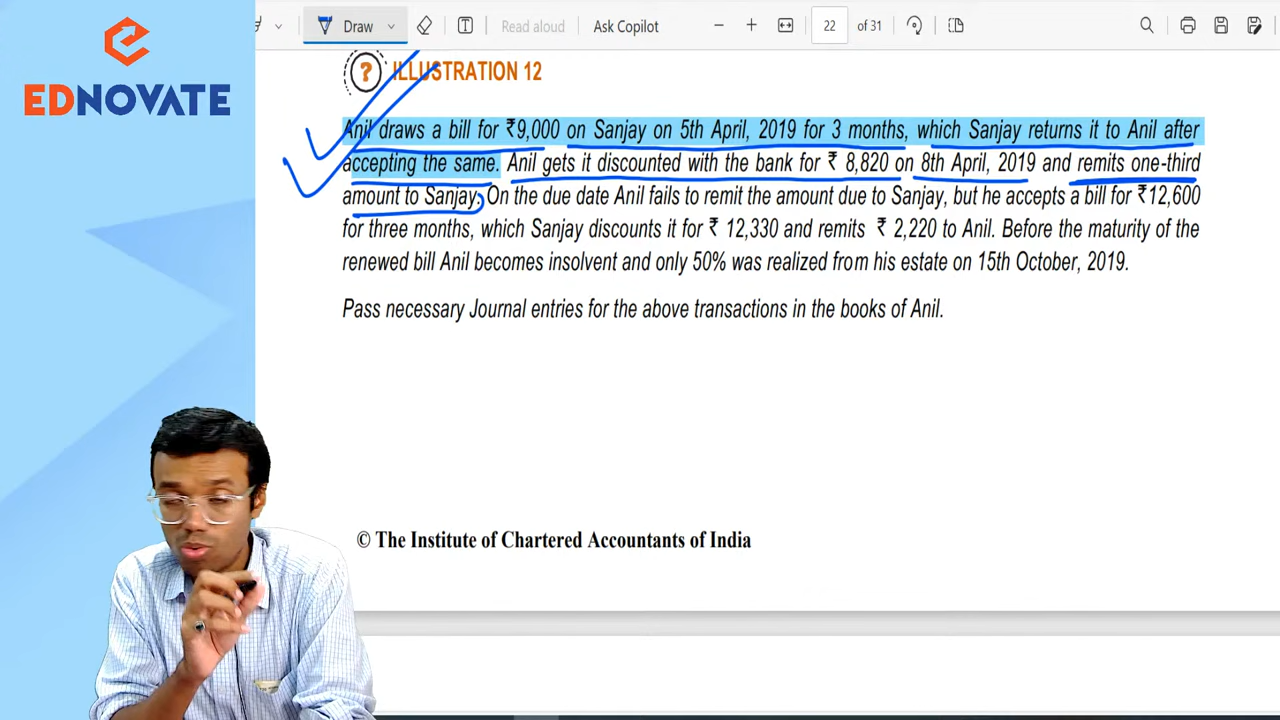 Draw
Read aloud
Ask Copilot
22
of 31
EDNOVATE
? ILLUSTRATION 12
Anil draws a bill for ₹9,000 on Sanjay on 5th April, 2019 for 3 months, which Sanjay returns it to Anil after
accepting the same. Anil gets it discounted with the bank for ₹ 8,820 on 8th April, 2019 and remits one-third
amount to Sanjay. On the due date Anil fails to remit the amount due to Sanjay, but he accepts a bill for ₹12,600
for three months, which Sanjay discounts it for ₹ 12,330 and remits ₹ 2,220 to Anil. Before the maturity of the
renewed bill Anil becomes insolvent and only 50% was realized from his estate on 15th October, 2019.
Pass necessary Journal entries for the above transactions in the books of Anil.
© The Institute of Chartered Accountants of India